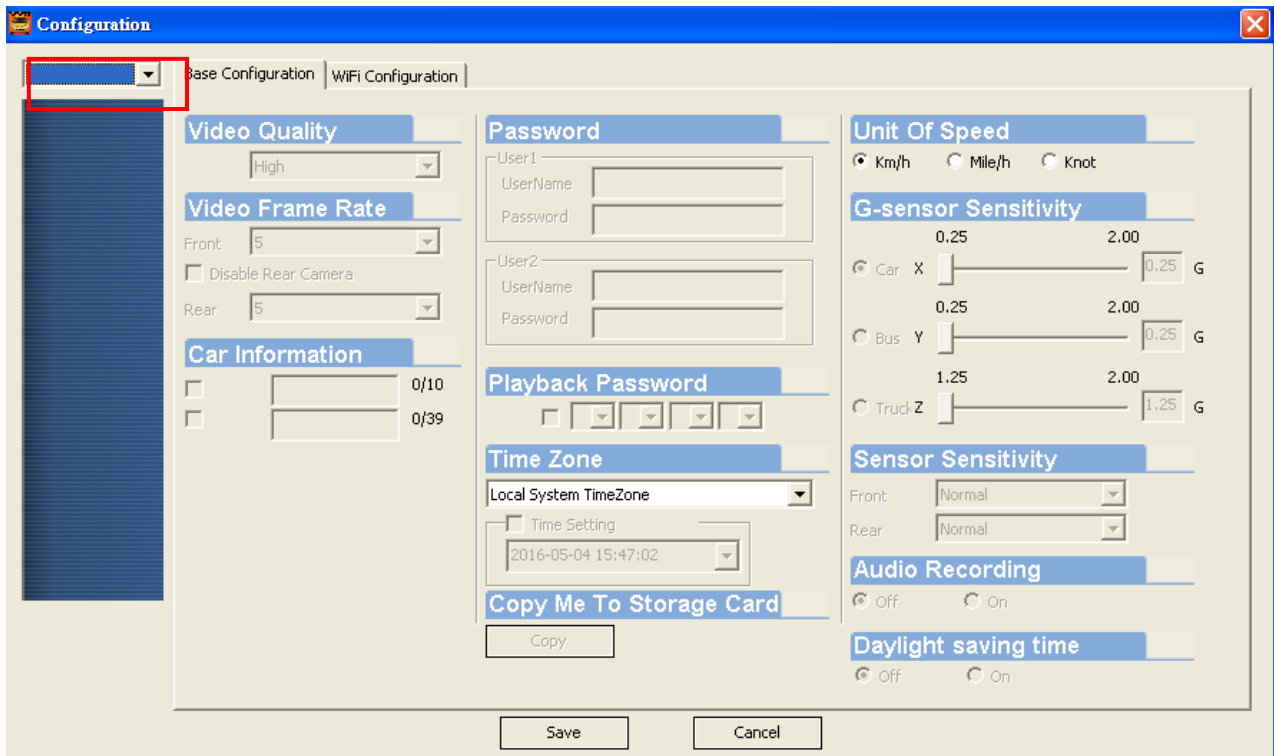 Configuration
Base Configuration
WiFi Configuration
Video Quality
High
Video Frame Rate
Front 5
Disable Rear Camera
Rear 5
Car Information
0/10
0/39
Password
User1
UserName
Password
User2
UserName
Password
Playback Password
Time Zone
Local System TimeZone
Time Setting
2016-05-04 15:47:02
Copy Me To Storage Card
Copy
Unit Of Speed
Km/h Mile/h Knot
G-sensor Sensitivity
0.25 2.00
Car X 0.25 G
0.25 2.00
Bus Y 0.25 G
1.25 2.00
Truck Z 1.25 G
Sensor Sensitivity
Front Normal
Rear Normal
Audio Recording
Off On
Daylight saving time
Off On
Save Cancel